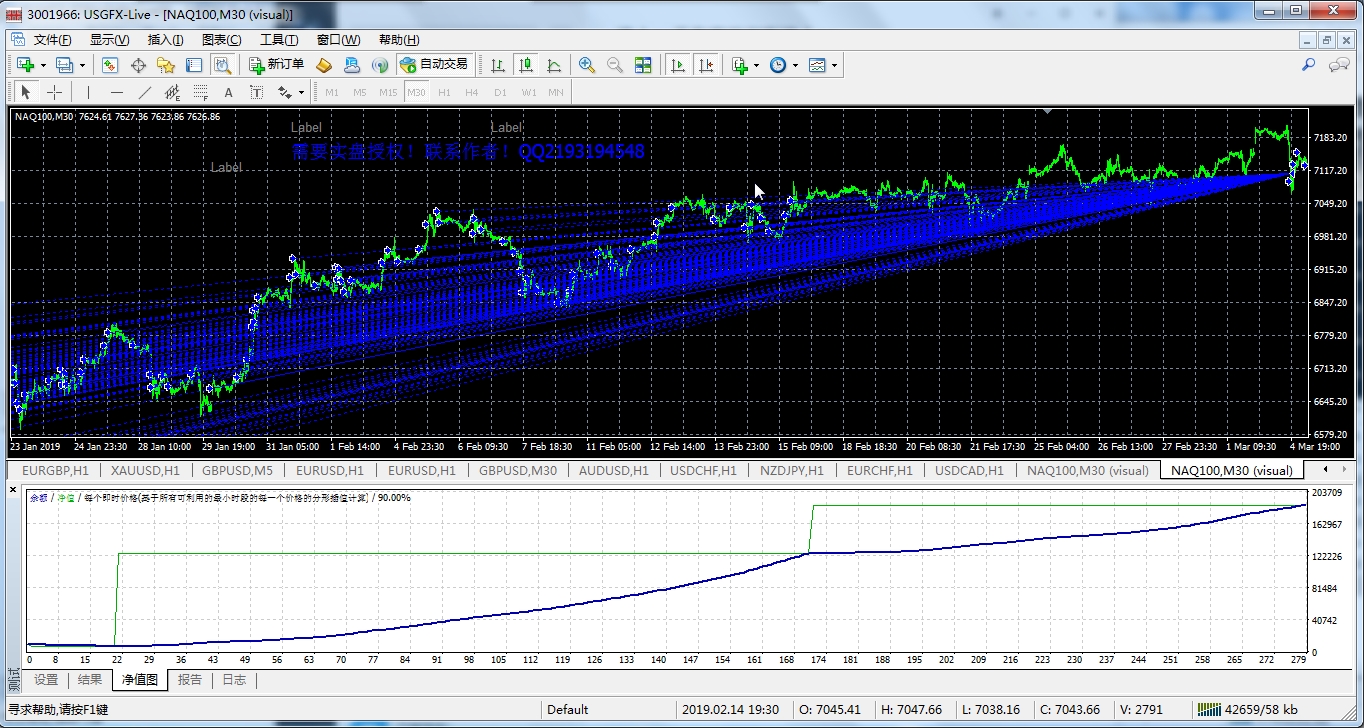 3001966: USGFX-Live - [NAQ100,M30 (visual)]
文件(F) 显示(V) 插入(I) 图表(C) 工具(T) 窗口(W) 帮助(H)
新订单 自动交易
A T M1 M5 M15 M30 H1 H4 D1 W1 MN
NAQ100,M30 7624.61 7627.36 7623.86 7626.86
Label Label
需要实盘授权！联系作者！QQ2193194548
Label
7183.20
7117.20
7049.20
6981.20
6915.20
6847.20
6779.20
6713.20
6645.20
6579.20
23 Jan 2019 24 Jan 23:30 28 Jan 10:00 29 Jan 19:00 31 Jan 05:00 1 Feb 14:00 4 Feb 23:30 6 Feb 09:30 7 Feb 18:30 11 Feb 05:00 12 Feb 14:00 13 Feb 23:00 15 Feb 09:00 18 Feb 18:30 20 Feb 08:30 21 Feb 17:30 25 Feb 04:00 26 Feb 13:00 27 Feb 23:30 1 Mar 09:30 4 Mar 19:00
EURGBP,H1 XAUUSD,H1 GBPUSD,M5 EURUSD,H1 EURUSD,H1 GBPUSD,M30 AUDUSD,H1 USDCHF,H1 NZDJPY,H1 EURCHF,H1 USDCAD,H1 NAQ100,M30 (visual) NAQ100,M30 (visual)
余额 / 净值 / 每个即时价格(基于所有可利用的最小时段的每一个价格的分形插值计算) / 90.00%
203709
162967
122226
81484
40742
0
0 8 15 22 29 36 43 49 56 63 70 77 84 91 98 105 112 119 126 133 140 147 154 161 168 174 181 188 195 202 209 216 223 230 237 244 251 258 265 272 279
设置 结果 净值图 报告 日志
寻求帮助,请按F1键 Default 2019.02.14 19:30 O: 7045.41 H: 7047.66 L: 7038.16 C: 7043.66 V: 2791 42659/58 kb